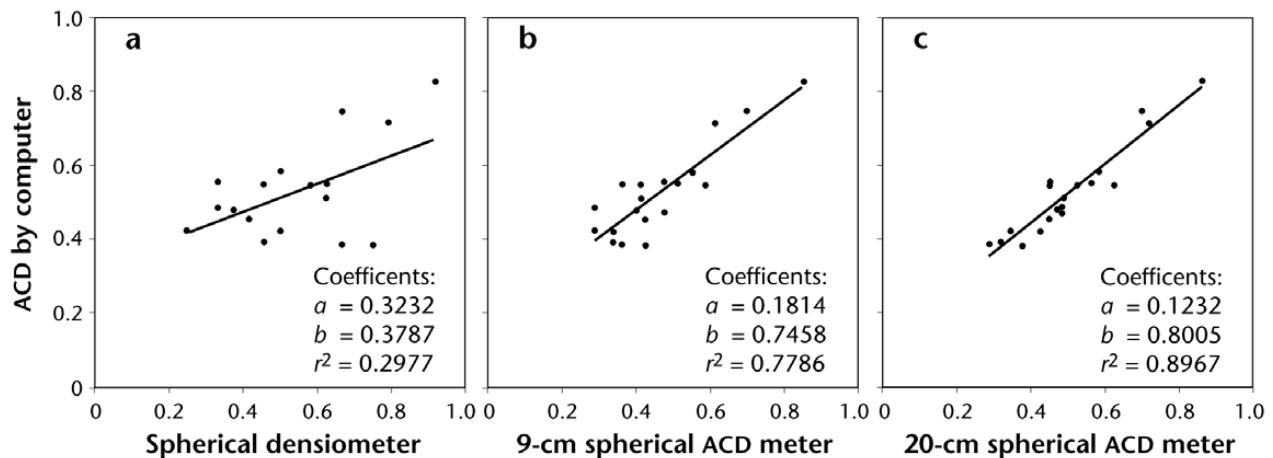 1.0
0.8
0.6
0.4
0.2
0
ACD by computer
a
Coefficents:
a = 0.3232
b = 0.3787
r² = 0.2977
0 0.2 0.4 0.6 0.8 1.0
Spherical densiometer
b
Coefficents:
a = 0.1814
b = 0.7458
r² = 0.7786
0 0.2 0.4 0.6 0.8 1.0
9-cm spherical ACD meter
c
Coefficents:
a = 0.1232
b = 0.8005
r² = 0.8967
0 0.2 0.4 0.6 0.8 1.0
20-cm spherical ACD meter